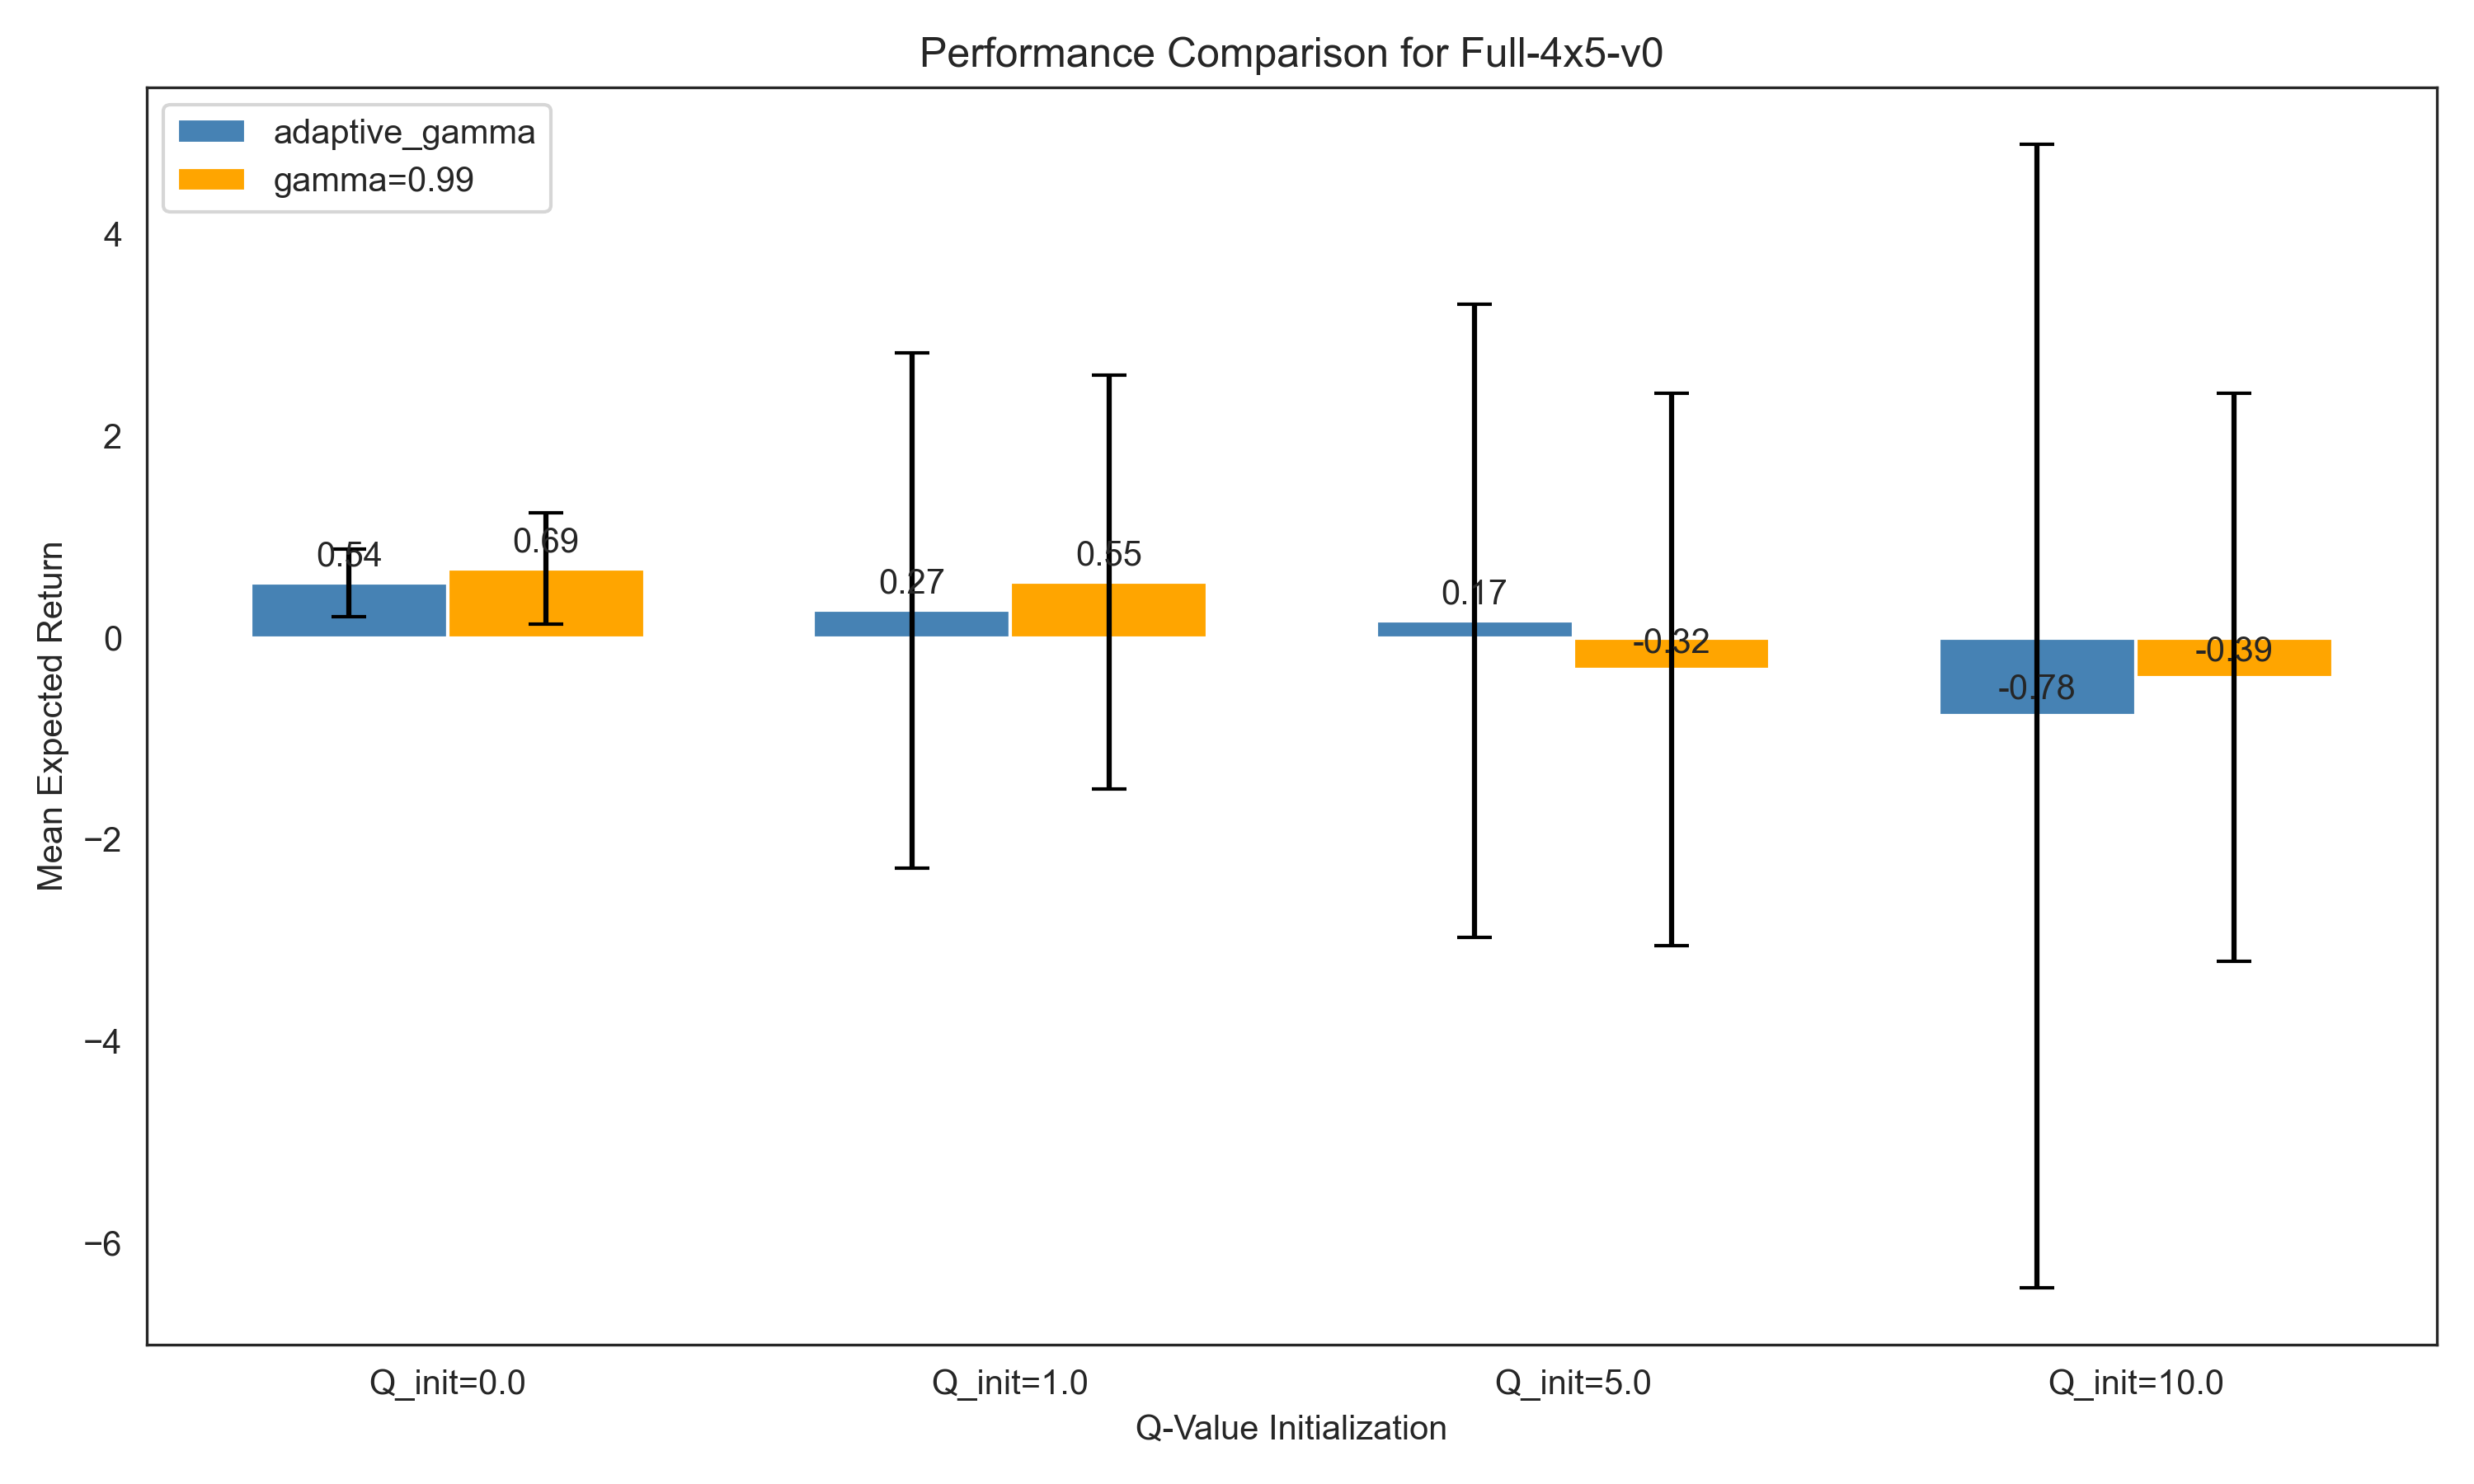 Performance Comparison for Full-4x5-v0
adaptive_gamma
gamma=0.99
Mean Expected Return
4
2
0
−2
−4
−6
0.54
0.69
0.27
0.55
0.17
-0.32
-0.78
-0.39
Q_init=0.0
Q_init=1.0
Q_init=5.0
Q_init=10.0
Q-Value Initialization